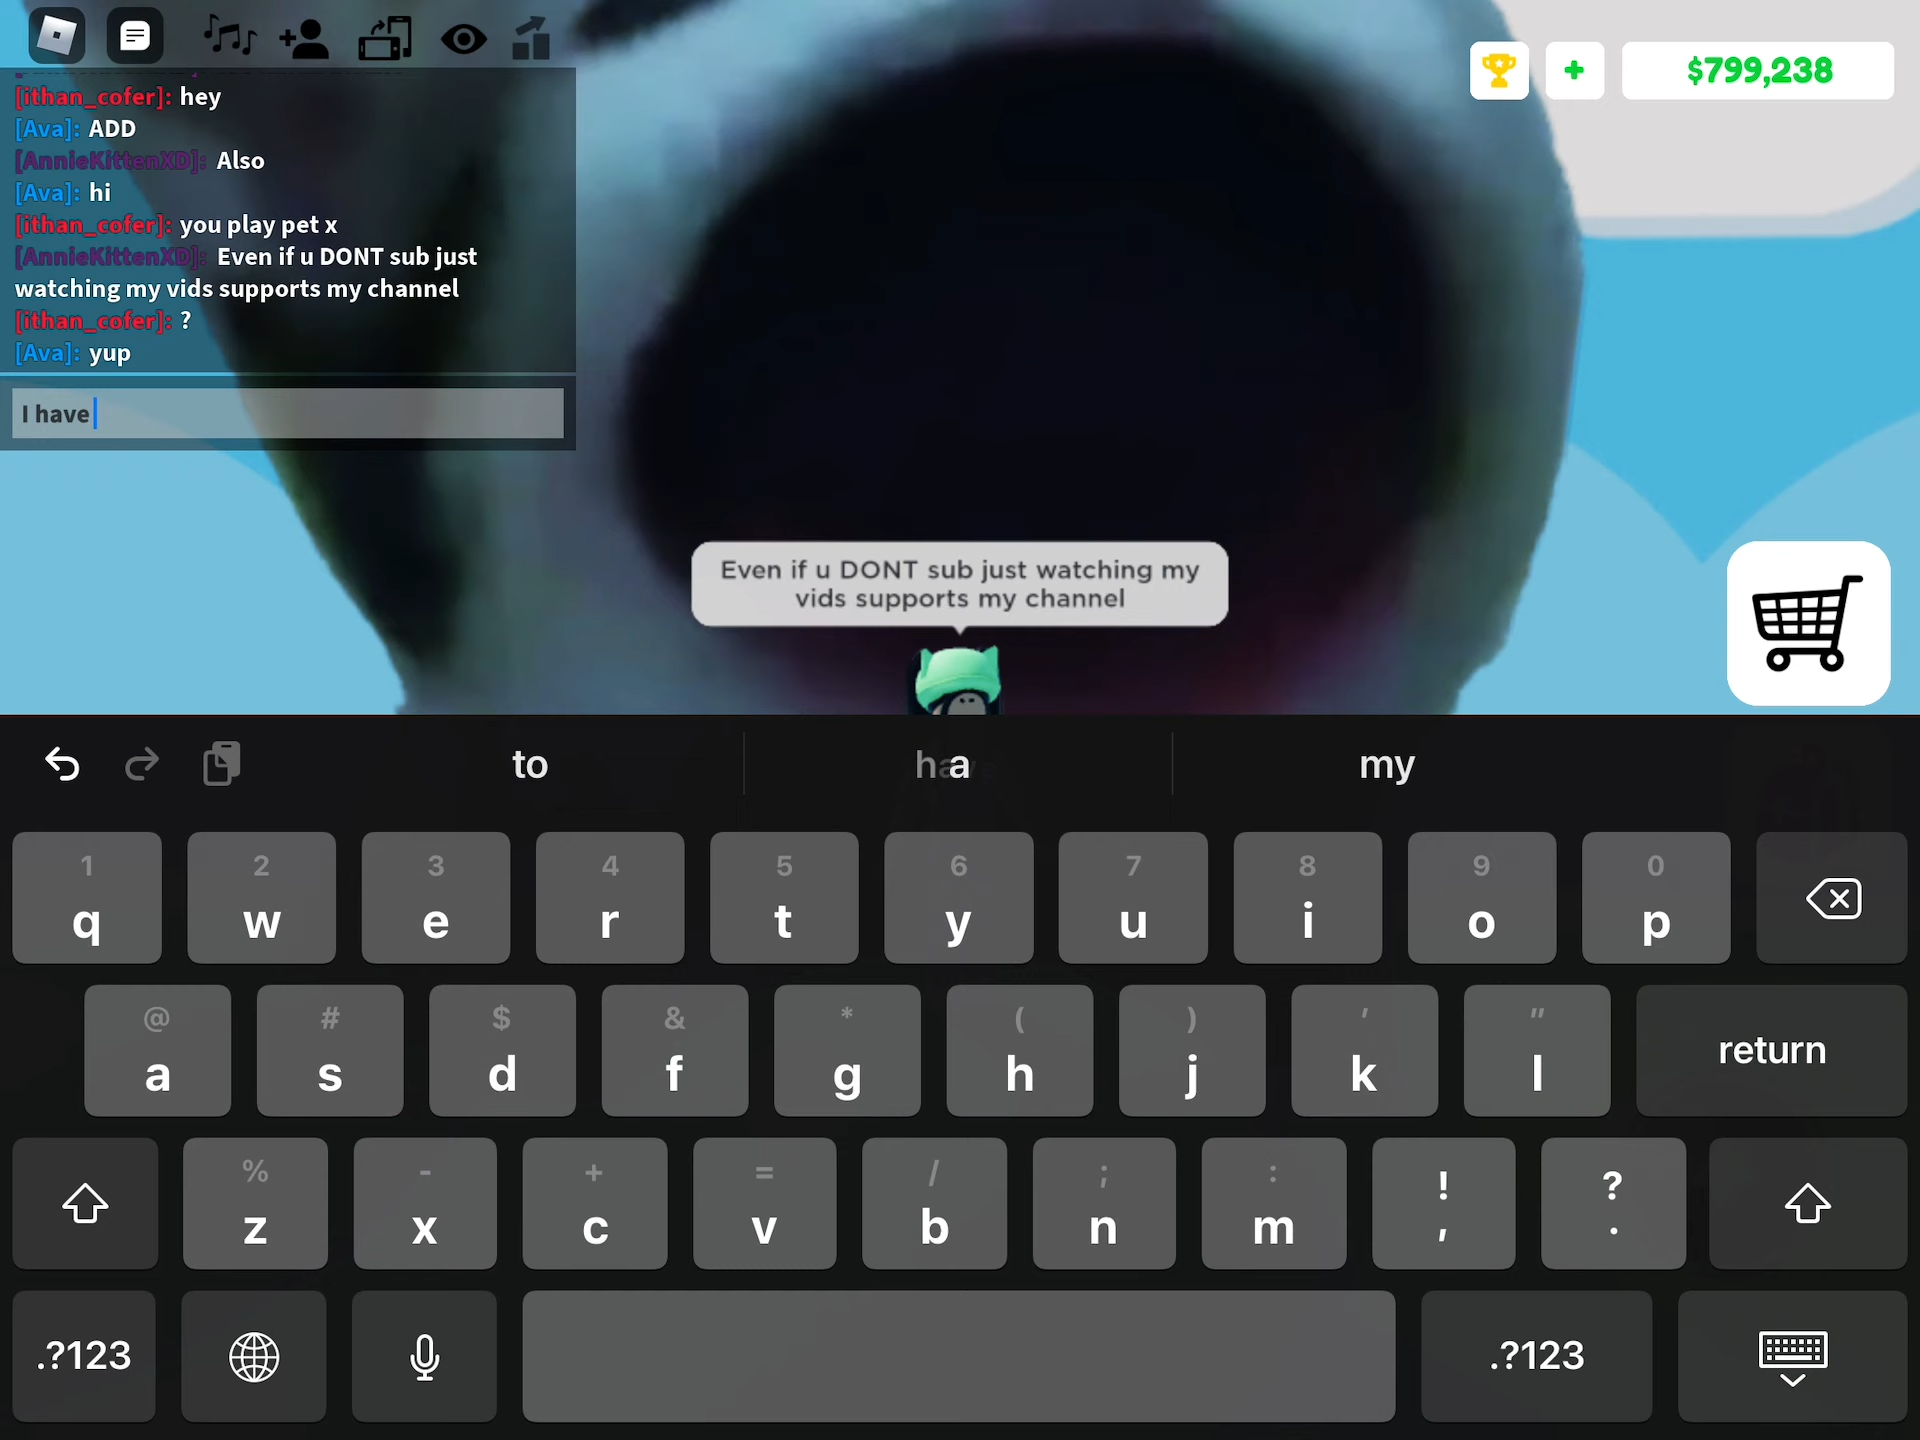 [ithan_cofer]: hey
[Ava]: ADD
[AnnieKittenXD]: Also
[Ava]: hi
[ithan_cofer]: you play pet x
[AnnieKittenXD]: Even if u DONT sub just
watching my vids supports my channel
[ithan_cofer]: ?
[Ava]: yup
I have
$799,238
Even if u DONT sub just watching my
vids supports my channel
to a my
1 2 3 4 5 6 7 8 9 0
q w e r t y u i o p
@ # $ & * ( ) ' "
a s d f g h j k l return
% - + = / ; : ! ?
z x c v b n m , .
.?123 .?123